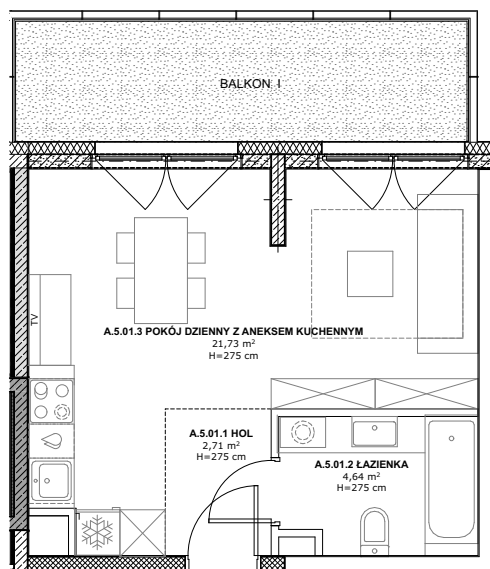 BALKON I
TV
A.5.01.3 POKÓJ DZIENNY Z ANEKSEM KUCHENNYM
21,73 m²
H=275 cm
A.5.01.1 HOL
2,71 m²
H=275 cm
A.5.01.2 ŁAZIENKA
4,64 m²
H=275 cm